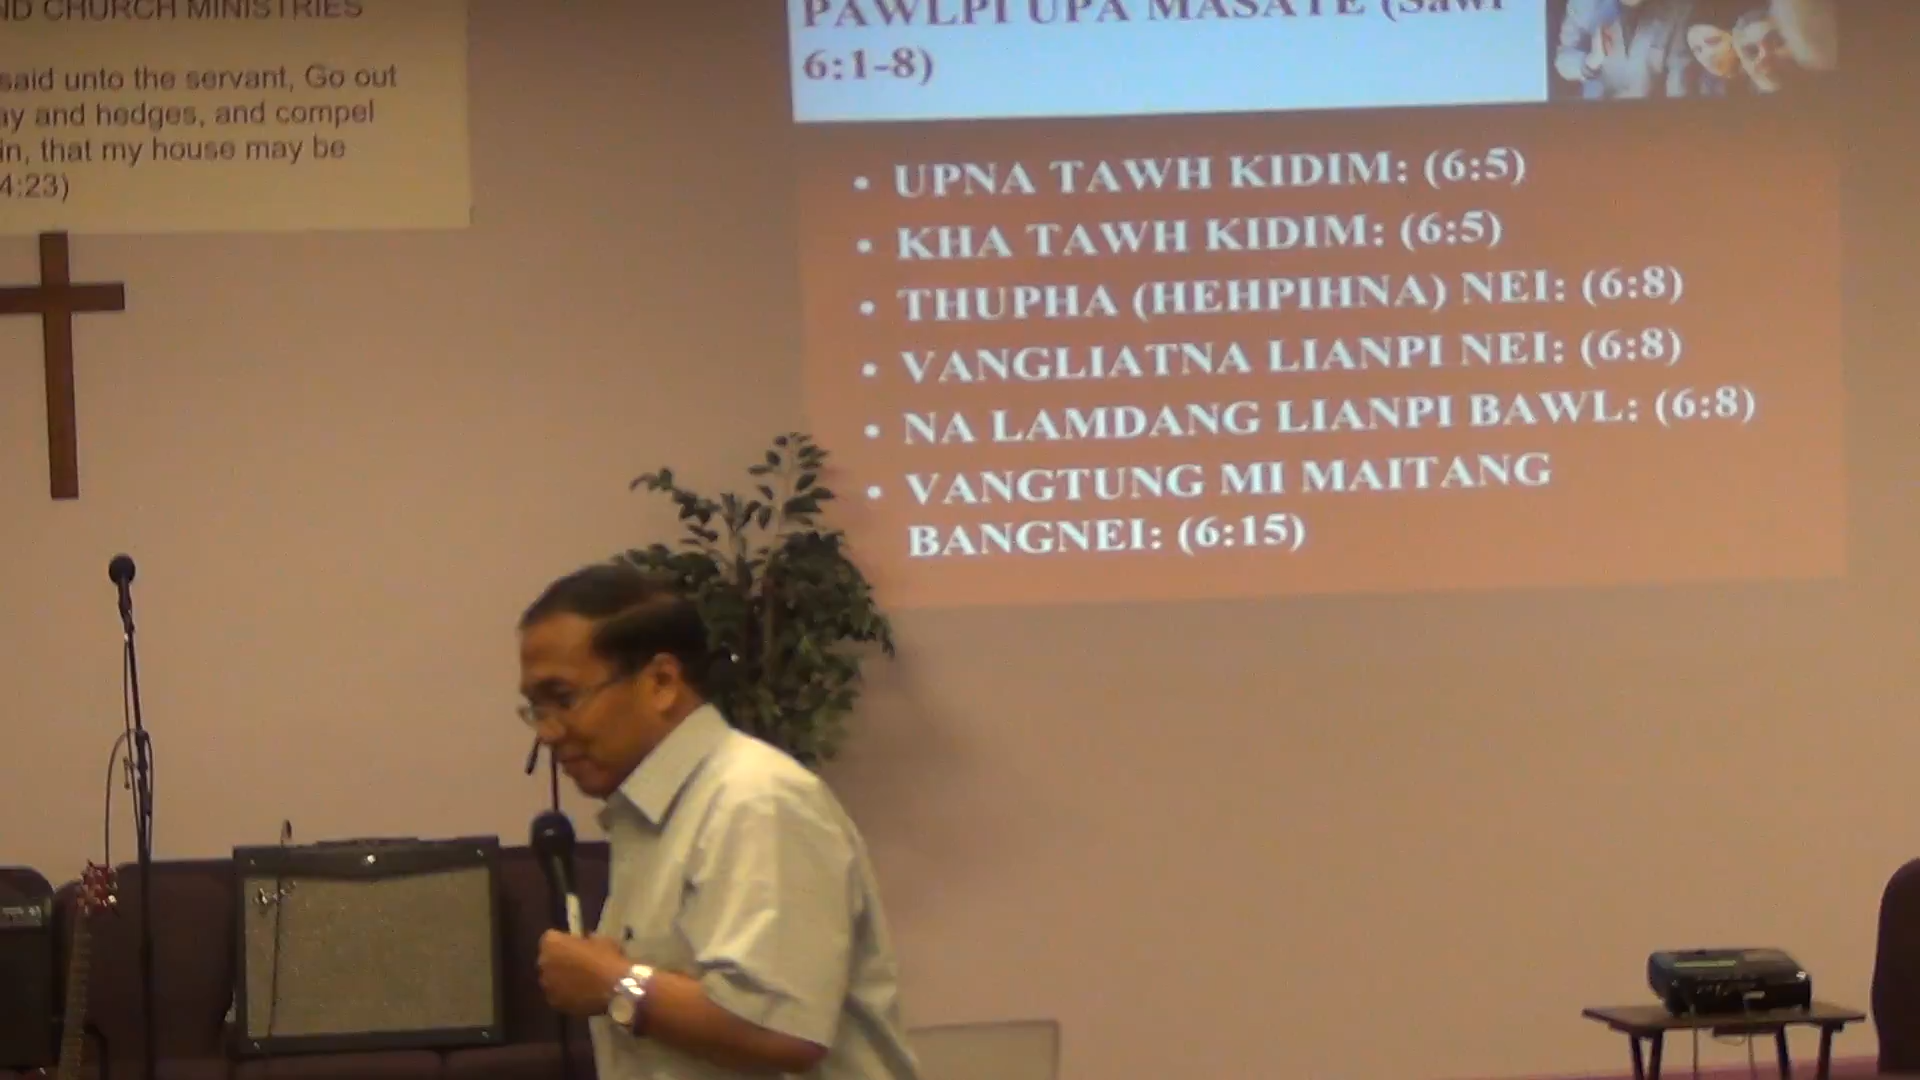 ND CHURCH MINISTRIES
said unto the servant, Go out
ay and hedges, and compel
in, that my house may be
4:23)
PAWLPI UPA MASATE (Sawl
6:1-8)
• UPNA TAWH KIDIM: (6:5)
• KHA TAWH KIDIM: (6:5)
• THUPHA (HEHPIHNA) NEI: (6:8)
• VANGLIATNA LIANPI NEI: (6:8)
• NA LAMDANG LIANPI BAWL: (6:8)
• VANGTUNG MI MAITANG
BANGNEI: (6:15)